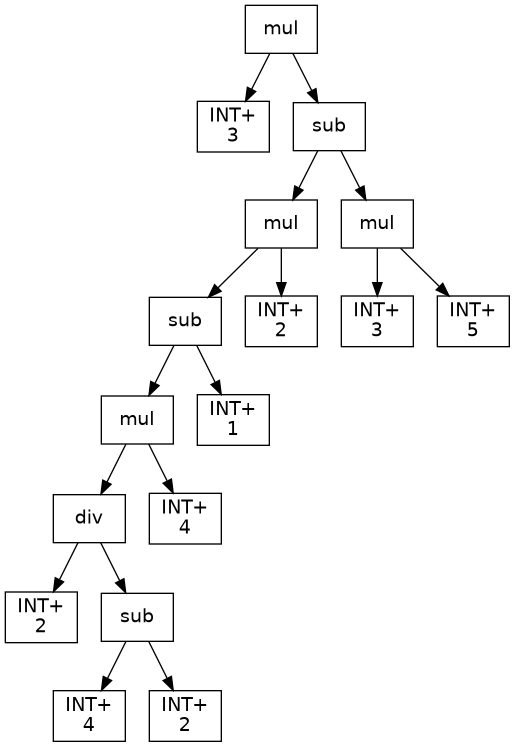 mul
INT+
3
sub
mul
mul
sub
INT+
2
INT+
3
INT+
5
mul
INT+
1
div
INT+
4
INT+
2
sub
INT+
4
INT+
2